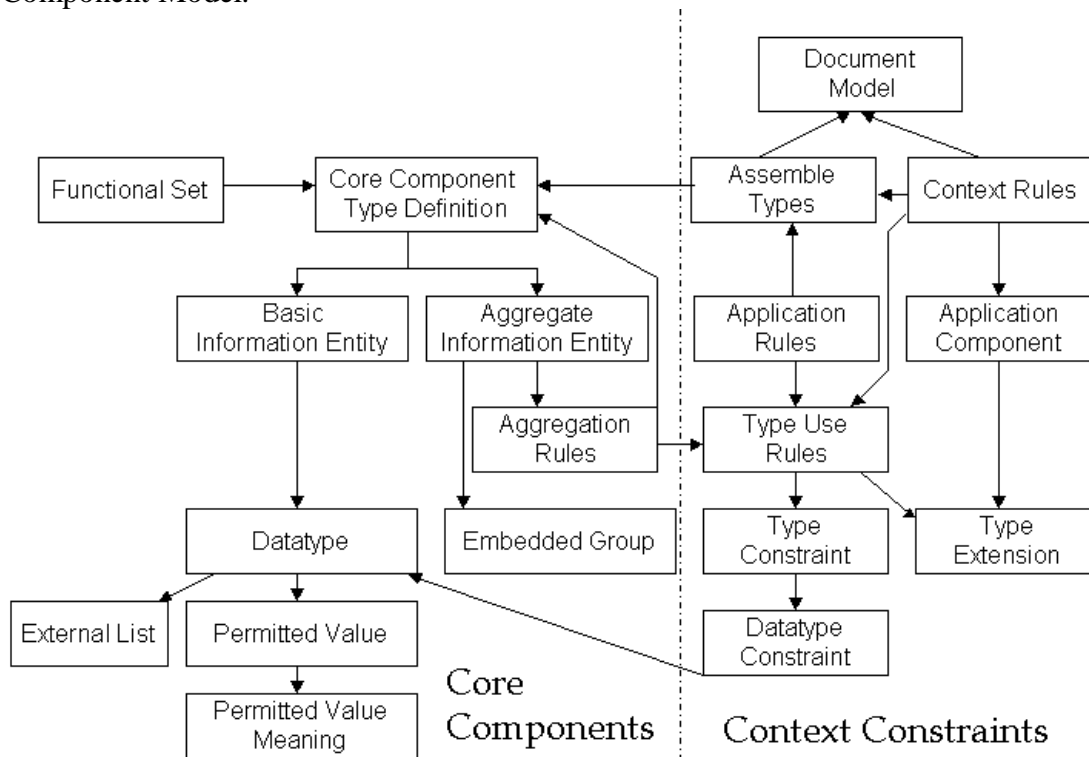 Component Model.
Document
Model
Functional Set
Core Component
Type Definition
Assemble
Types
Context Rules
Basic
Information Entity
Aggregate
Information Entity
Application
Rules
Application
Component
Aggregation
Rules
Type Use
Rules
Datatype
Embedded Group
Type
Constraint
Type
Extension
External List
Permitted Value
Datatype
Constraint
Permitted Value
Meaning
Core
Components
Context Constraints